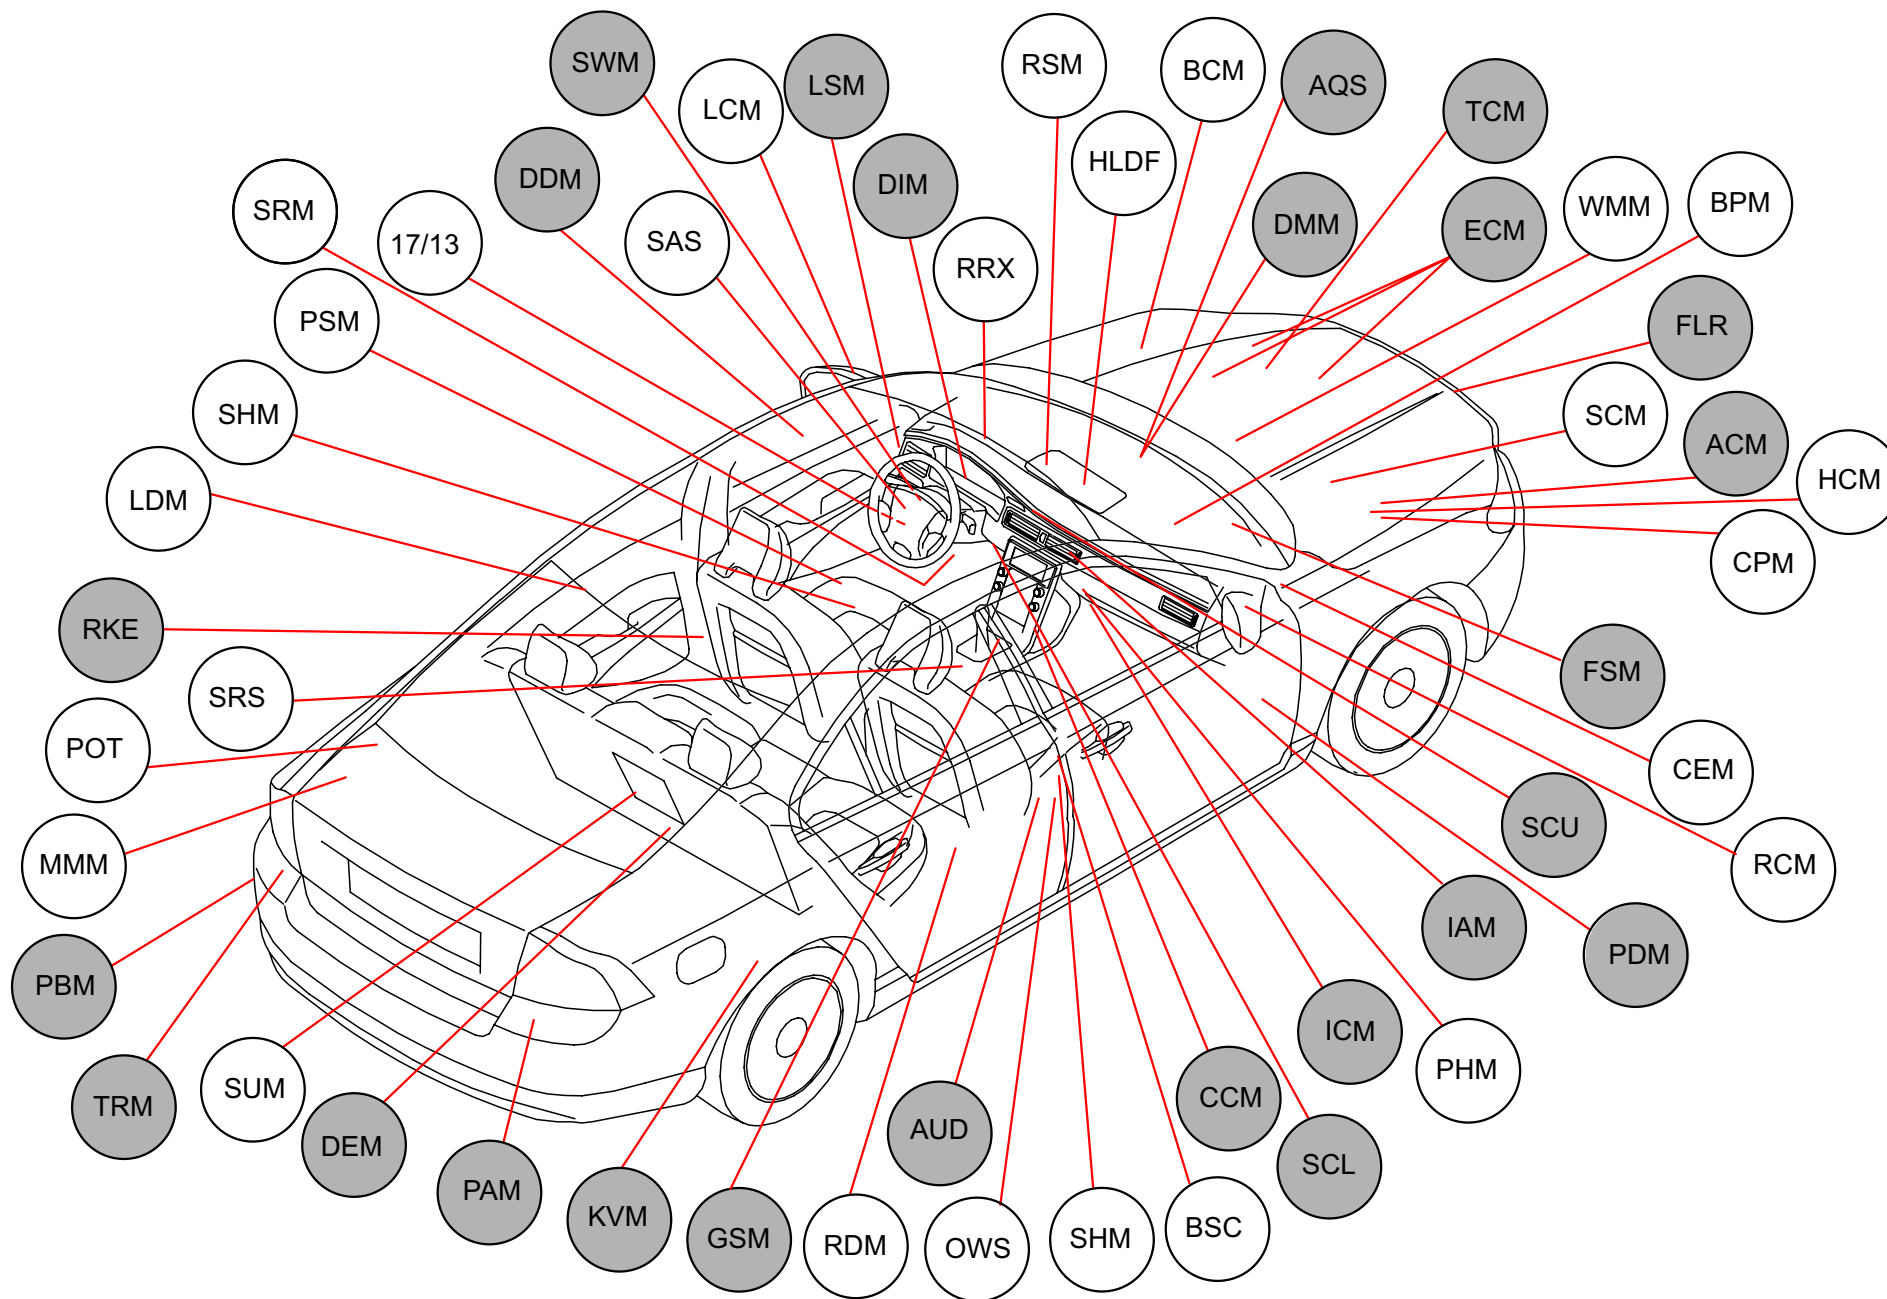 SWM
LCM
LSM
RSM
BCM
AQS
TCM
DDM
DIM
HLDF
SRM
17/13
SAS
RRX
DMM
ECM
WMM
BPM
PSM
FLR
SHM
SCM
ACM
HCM
LDM
CPM
RKE
FSM
SRS
POT
CEM
MMM
SCU
RCM
IAM
PDM
PBM
ICM
PHM
TRM
SUM
DEM
AUD
CCM
SCL
PAM
KVM
GSM
RDM
OWS
SHM
BSC